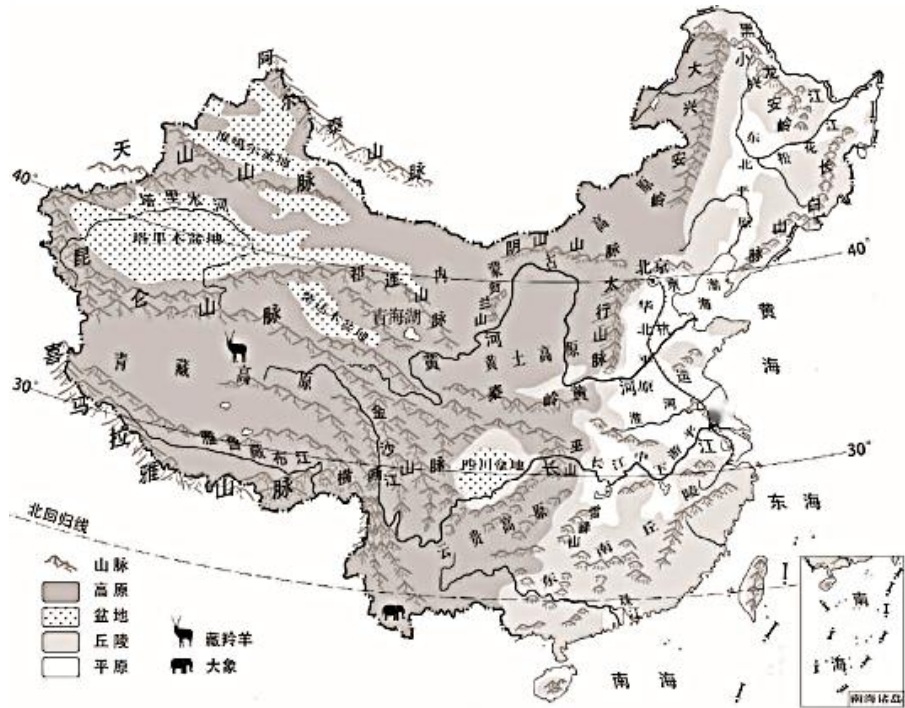 阿尔泰山脉
准噶尔盆地
天山山脉
塔里木河
塔里木盆地
昆仑山脉
祁连山脉
柴达木盆地
青海湖
青藏高原
喜马拉雅山脉
雅鲁藏布江
横断山脉
金沙江
内蒙古高原
阴山山脉
贺兰山
黄河
黄土高原
秦岭
太行山脉
大兴安岭
小兴安岭
黑龙江
松花江
东北平原
长白山脉
北京
华北平原
渤海
黄海
京杭运河
淮河
四川盆地
巫山
长江
长江中下游平原
云贵高原
雪峰山
东南丘陵
珠江
东海
南海
北回归线
40°
40°
30°
30°
山脉
高原
盆地
丘陵
平原
藏羚羊
大象
南海
南海诸岛